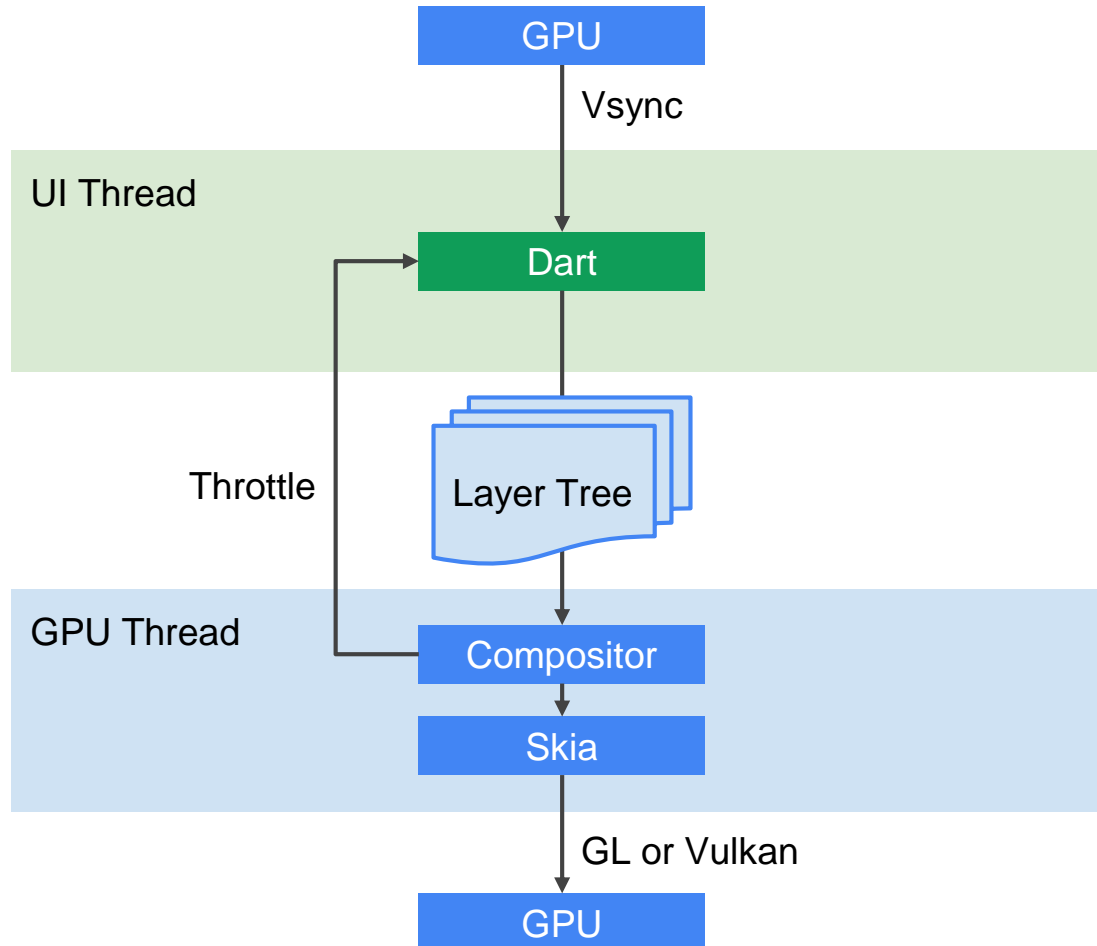 GPU
Vsync
UI Thread
Dart
Throttle
Layer Tree
GPU Thread
Compositor
Skia
GL or Vulkan
GPU